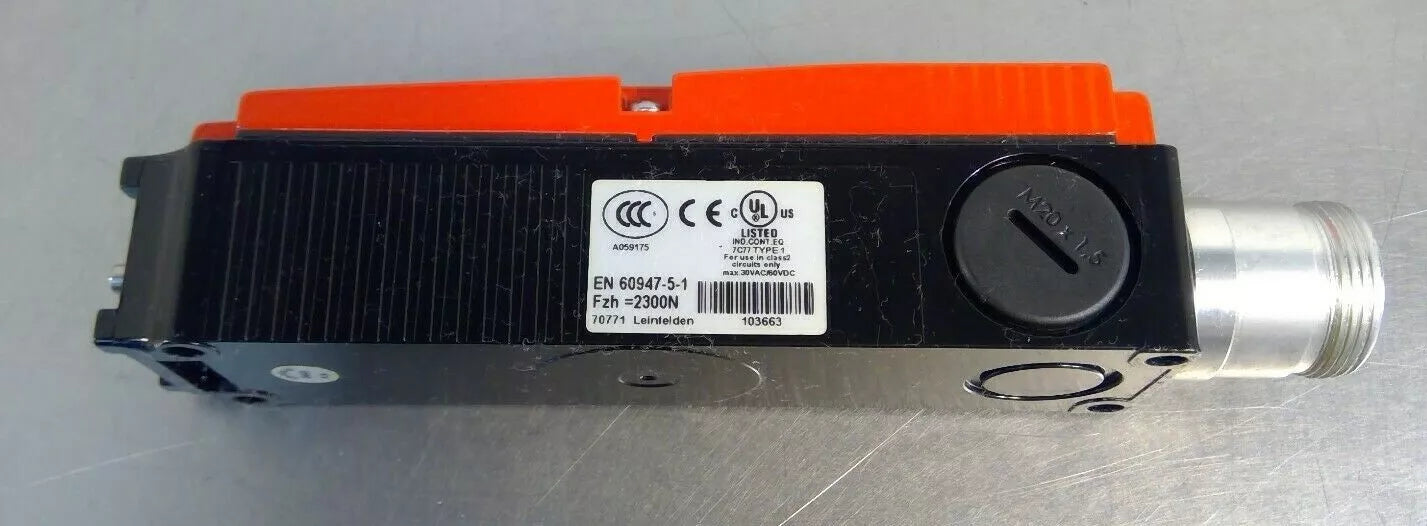 CCC
A059175
CE
C UL US
®
LISTED
IND.CONT.EQ
7C77 TYPE 1
For use in class2
circuits only
max.30VAC/60VDC
EN 60947-5-1
Fzh =2300N
70771 Leinfelden
103663
M20 x 1,5